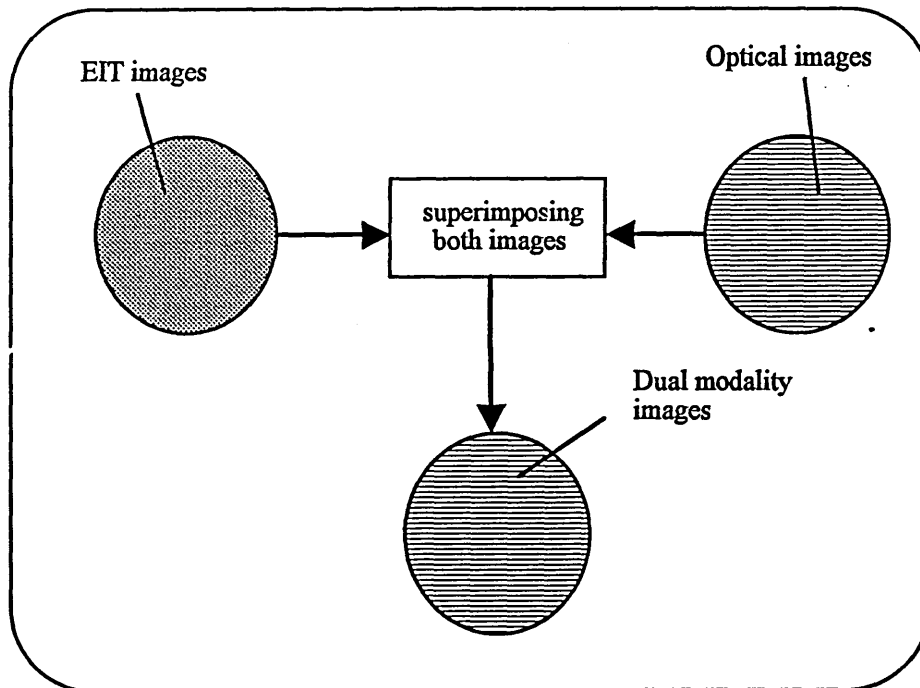 EIT images
Optical images
superimposing
both images
Dual modality
images